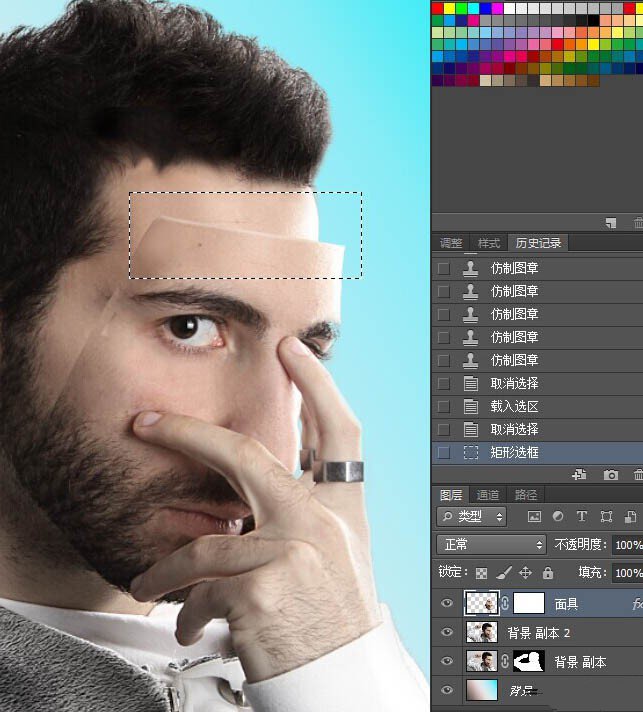 调整 样式 历史记录
仿制图章
仿制图章
仿制图章
仿制图章
仿制图章
取消选择
载入选区
取消选择
矩形选框
图层 通道 路径
类型
正常 不透明度: 100%
锁定: 填充: 100%
面具 fx
背景 副本 2
背景 副本
背景